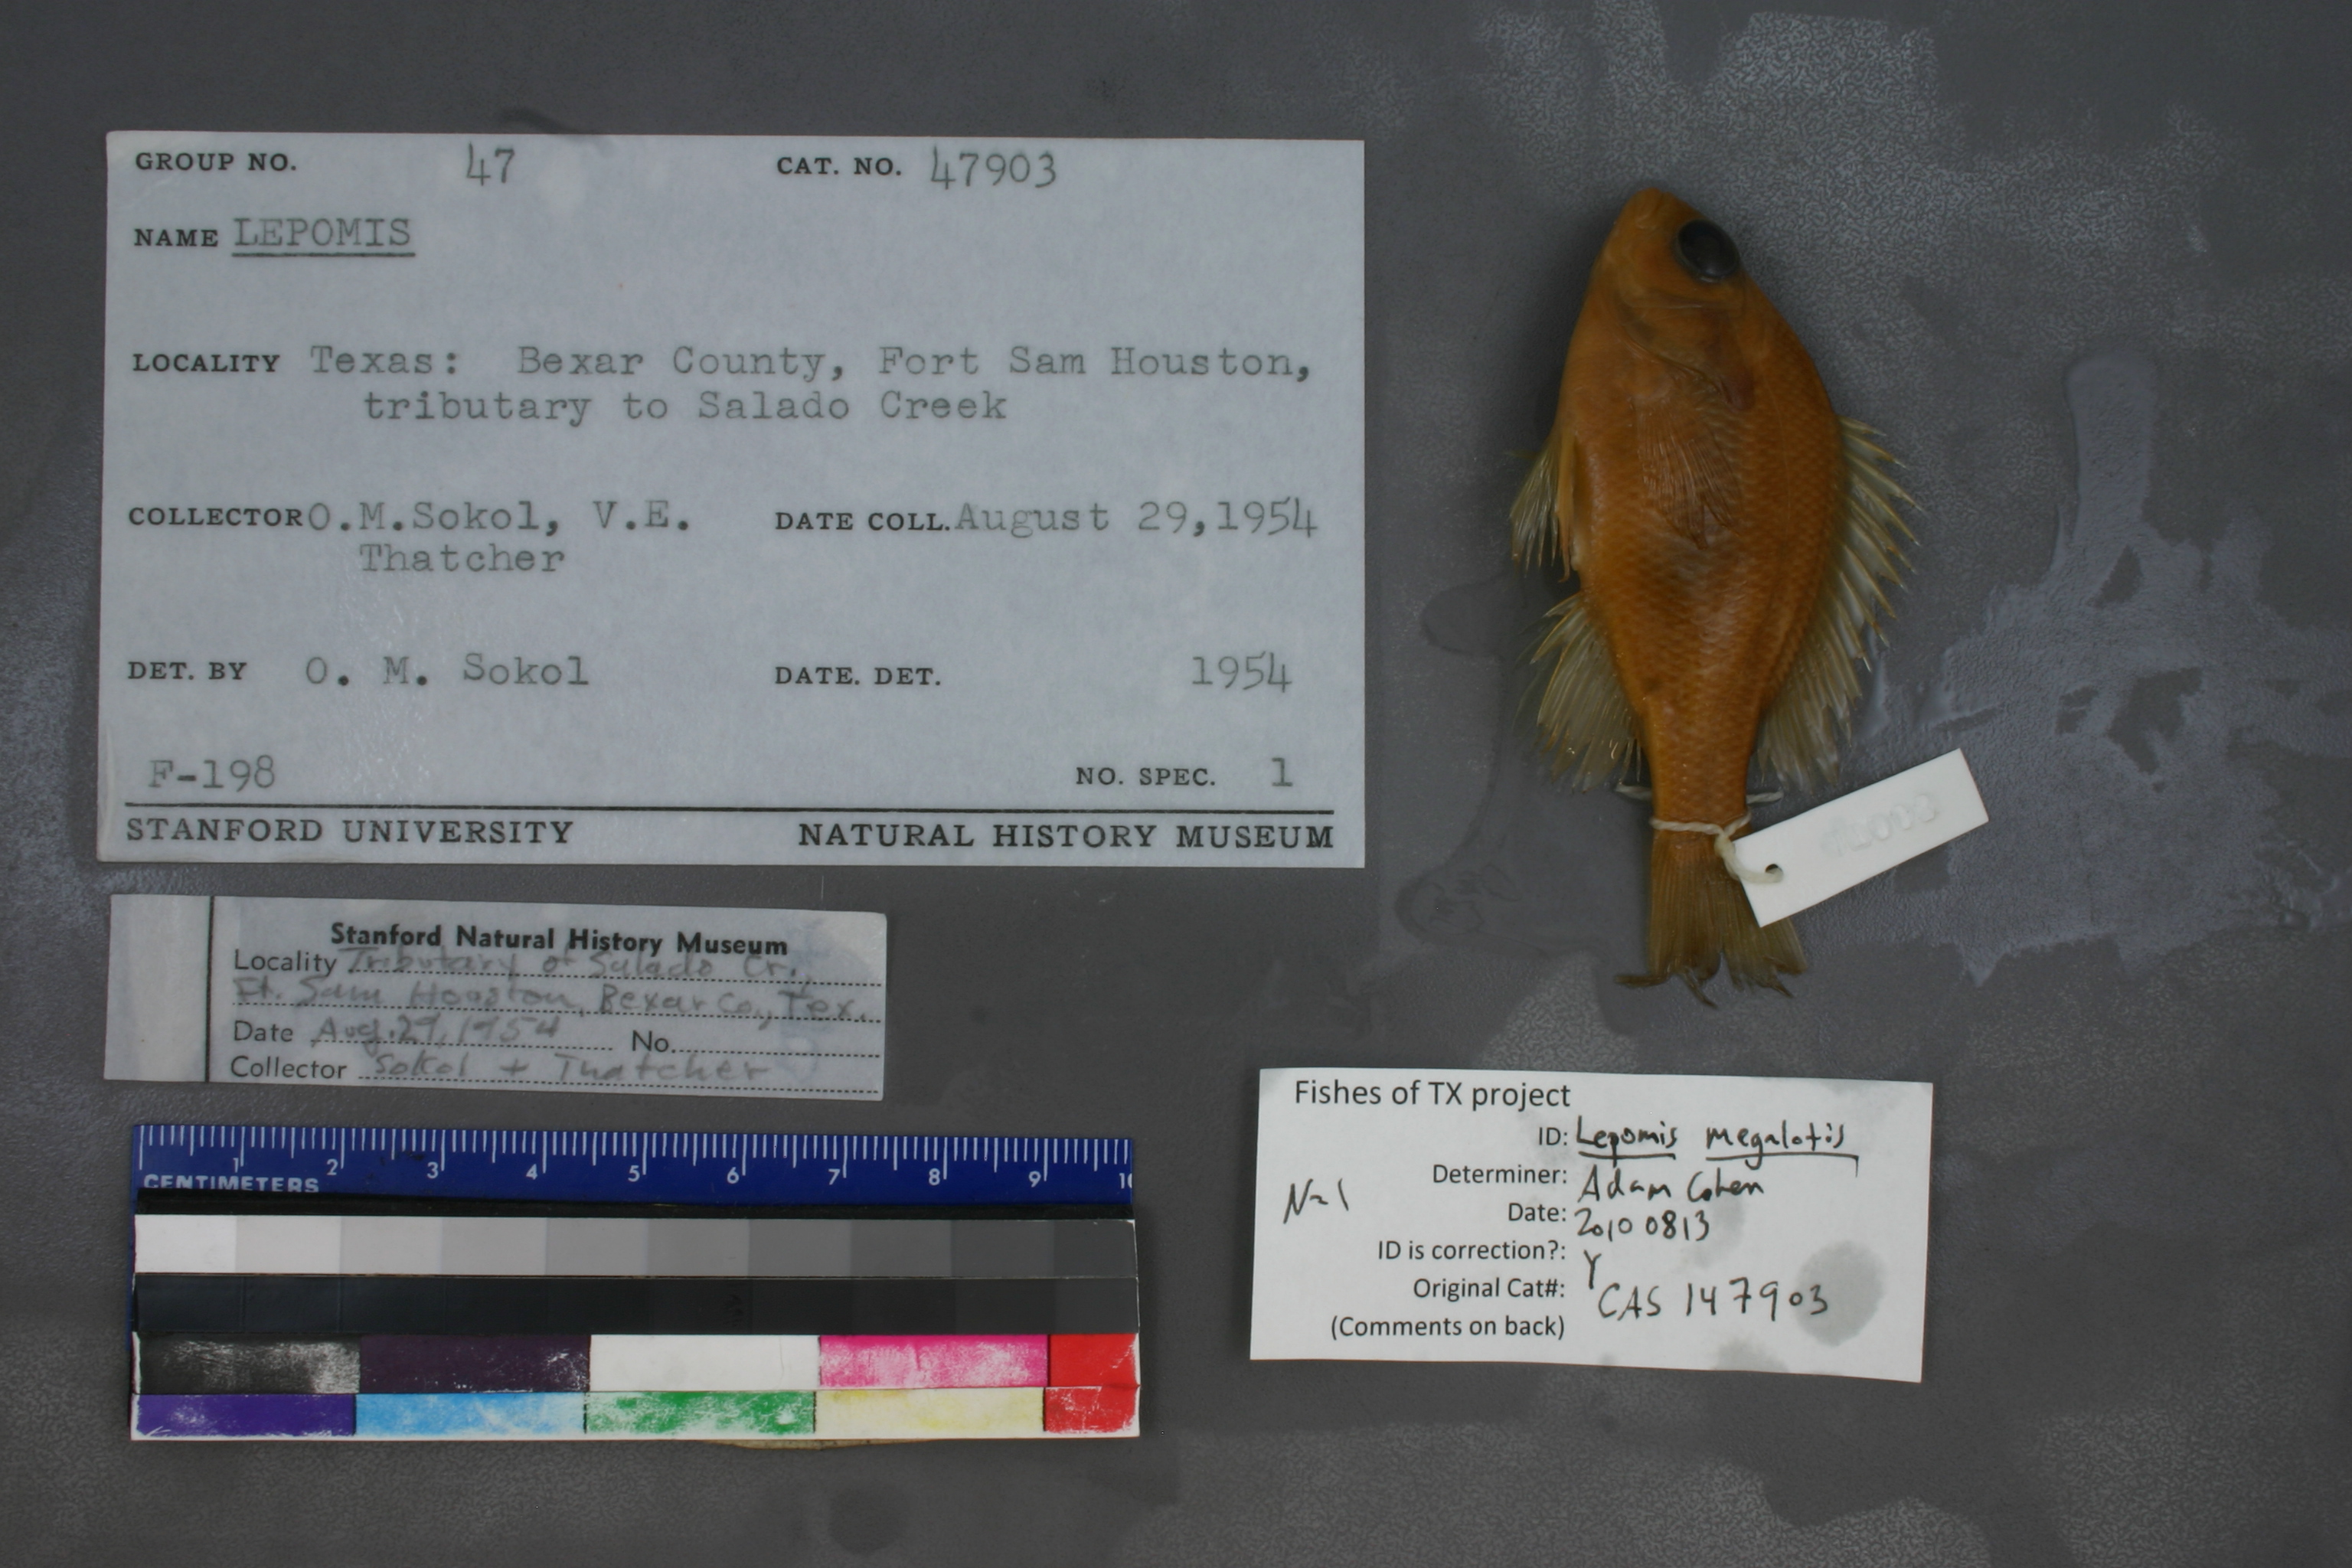 GROUP NO. 47 CAT. NO. 47903
NAME LEPOMIS
LOCALITY Texas: Bexar County, Fort Sam Houston,
tributary to Salado Creek
COLLECTOR O.M.Sokol, V.E. DATE COLL. August 29,1954
Thatcher
DET. BY O. M. Sokol DATE. DET. 1954
F-198 NO. SPEC. 1
STANFORD UNIVERSITY NATURAL HISTORY MUSEUM
Stanford Natural History Museum
Locality Tributary of Salado Cr.,
Ft. Sam Houston, Bexar Co., Tex.
Date Aug. 29, 1954 No.
Collector Sokol + Thatcher
1 2 3 4 5 6 7 8 9 10
CENTIMETERS
Fishes of TX project
ID: Lepomis megalotis
Determiner: Adam Cohen
N=1
Date: 20100813
ID is correction?: Y
Original Cat#: CAS 147903
(Comments on back)